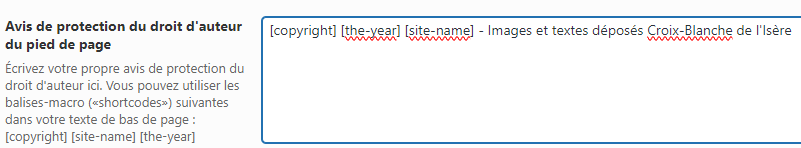 Avis de protection du droit d'auteur
du pied de page
Écrivez votre propre avis de protection du
droit d'auteur ici. Vous pouvez utiliser les
balises-macro («shortcodes») suivantes
dans votre texte de bas de page :
[copyright] [site-name] [the-year]
[copyright] [the-year] [site-name] - Images et textes déposés Croix-Blanche de l'Isère